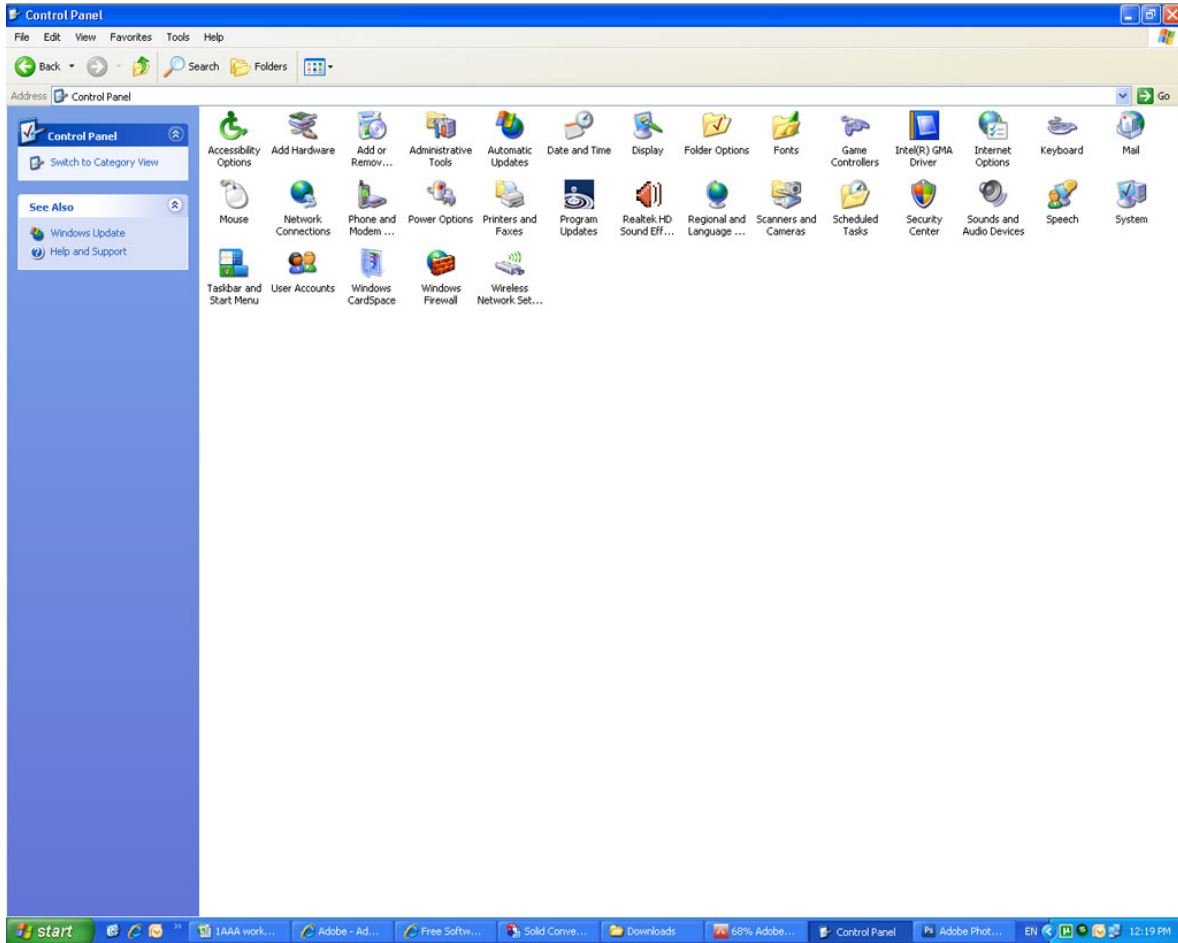 Control Panel
File Edit View Favorites Tools Help
Back Search Folders
Address Control Panel Go
Control Panel
Switch to Category View
See Also
Windows Update
Help and Support
Accessibility Options
Add Hardware
Add or Remov...
Administrative Tools
Automatic Updates
Date and Time
Display
Folder Options
Fonts
Game Controllers
Intel(R) GMA Driver
Internet Options
Keyboard
Mail
Mouse
Network Connections
Phone and Modem ...
Power Options
Printers and Faxes
Program Updates
Realtek HD Sound Eff...
Regional and Language ...
Scanners and Cameras
Scheduled Tasks
Security Center
Sounds and Audio Devices
Speech
System
Taskbar and Start Menu
User Accounts
Windows CardSpace
Windows Firewall
Wireless Network Set...
start 1AAA work... Adobe - Ad... Free Softw... Solid Conve... Downloads 68% Adobe... Control Panel Ps Adobe Phot... EN 12:19 PM